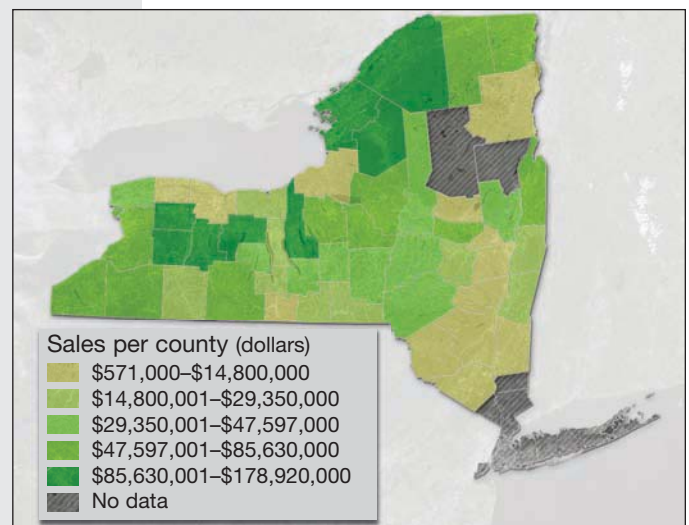 Sales per county (dollars)
$571,000–$14,800,000
$14,800,001–$29,350,000
$29,350,001–$47,597,000
$47,597,001–$85,630,000
$85,630,001–$178,920,000
No data